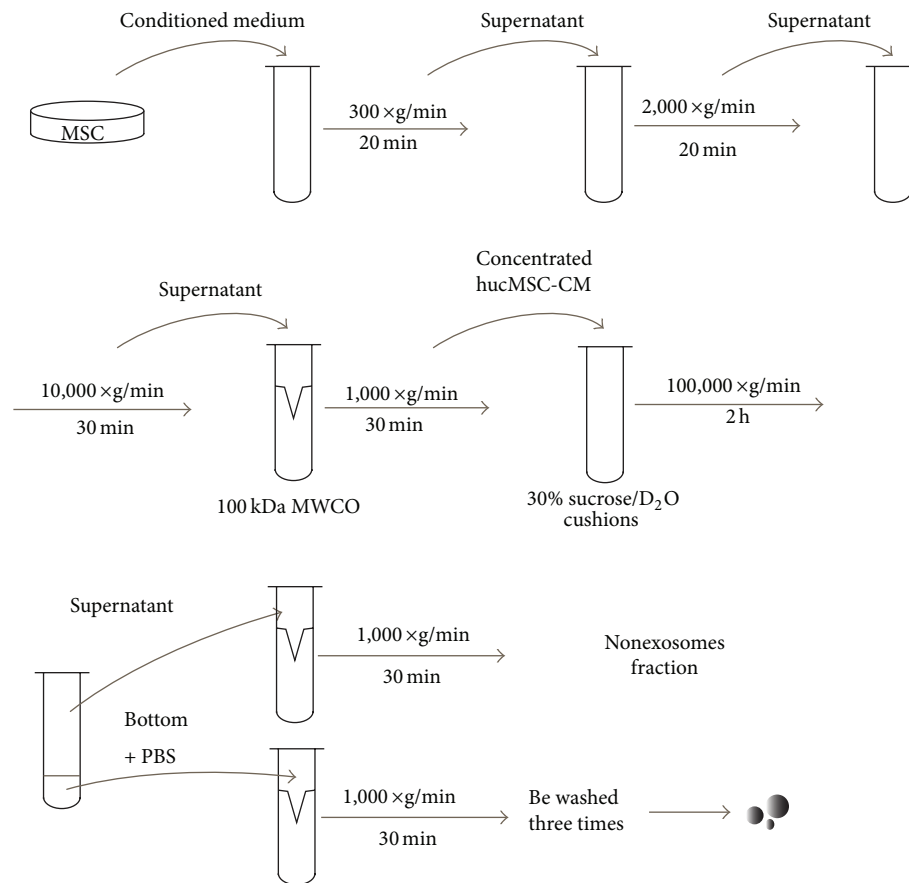 Conditioned medium
Supernatant
Supernatant
MSC
300 ×g/min
20 min
2,000 ×g/min
20 min
Supernatant
Concentrated
hucMSC-CM
10,000 ×g/min
30 min
1,000 ×g/min
30 min
100,000 ×g/min
2 h
100 kDa MWCO
30% sucrose/D₂O
cushions
Supernatant
1,000 ×g/min
30 min
Nonexosomes
fraction
Bottom
+ PBS
1,000 ×g/min
30 min
Be washed
three times